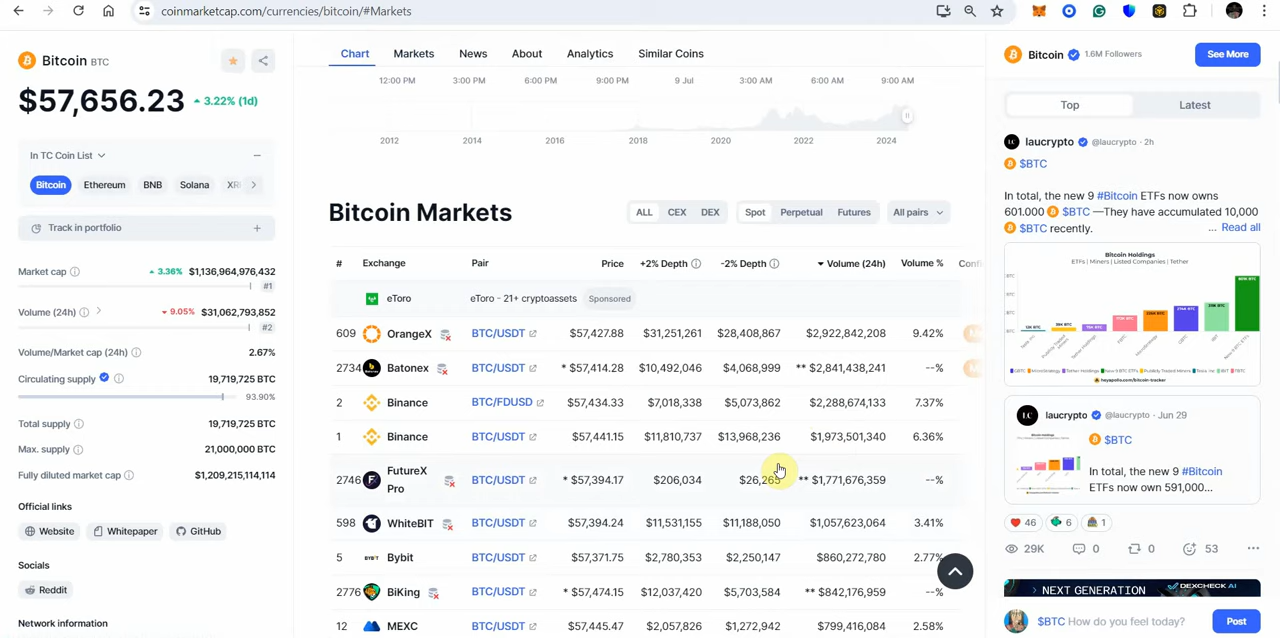 coinmarketcap.com/currencies/bitcoin/#Markets
Bitcoin BTC
$57,656.23 3.22% (1d)
In TC Coin List
Bitcoin Ethereum BNB Solana XR
Track in portfolio
Market cap 3.36% $1,136,964,976,432
#1
Volume (24h) 9.05% $31,062,793,852
#2
Volume/Market cap (24h) 2.67%
Circulating supply 19,719,725 BTC
93.90%
Total supply 19,719,725 BTC
Max. supply 21,000,000 BTC
Fully diluted market cap $1,209,215,114,114
Official links
Website Whitepaper GitHub
Socials
Reddit
Network information
Chart Markets News About Analytics Similar Coins
12:00 PM 3:00 PM 6:00 PM 9:00 PM 9 Jul 3:00 AM 6:00 AM 9:00 AM
2012 2014 2016 2018 2020 2022 2024
Bitcoin Markets
ALL CEX DEX Spot Perpetual Futures All pairs
# Exchange Pair Price +2% Depth -2% Depth Volume (24h) Volume % Confi
eToro eToro - 21+ cryptoassets Sponsored
609 OrangeX BTC/USDT $57,427.88 $31,251,261 $28,408,867 $2,922,842,208 9.42%
2734 Batonex BTC/USDT * $57,414.28 $10,492,046 $4,068,999 ** $2,841,438,241 --%
2 Binance BTC/FDUSD $57,434.33 $7,018,338 $5,073,862 $2,288,674,133 7.37%
1 Binance BTC/USDT $57,441.15 $11,810,737 $13,968,236 $1,973,501,340 6.36%
2746 FutureX Pro BTC/USDT * $57,394.17 $206,034 $26,265 ** $1,771,676,359 --%
598 WhiteBIT BTC/USDT $57,394.24 $11,531,155 $11,188,050 $1,057,623,064 3.41%
5 BYBIT Bybit BTC/USDT $57,371.75 $2,780,353 $2,250,147 $860,272,780 2.77%
2776 BiKing BTC/USDT * $57,474.15 $12,037,420 $5,703,584 ** $842,176,959 --%
12 MEXC BTC/USDT $57,445.47 $2,057,826 $1,272,942 $799,416,084 2.58%
Bitcoin 1.6M Followers See More
Top Latest
laucrypto @laucrypto · 2h
$BTC
In total, the new 9 #Bitcoin ETFs now owns
601.000 $BTC —They have accumulated 10,000
$BTC recently. ... Read all
Bitcoin Holdings
ETFs | Miners | Listed Companies | Tether
heyapollo.com/bitcoin-tracker
laucrypto @laucrypto · Jun 29
$BTC
In total, the new 9 #Bitcoin
ETFs now own 591,000...
46 6 1
29K 0 0 53
NEXT GENERATION DEXCHECK AI
$BTC How do you feel today? Post